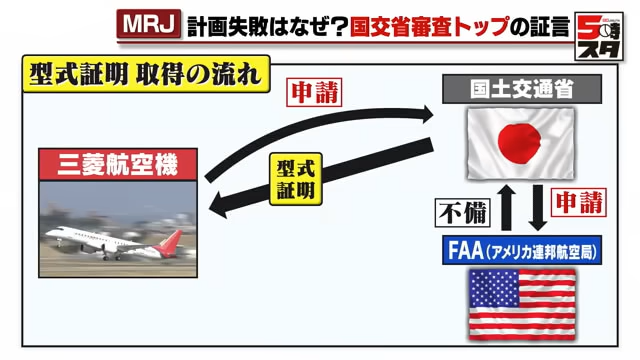 MRJ 計画失敗はなぜ?国交省審査トップの証言
5時スタ
型式証明 取得の流れ
申請
国土交通省
三菱航空機
型式
証明
不備
申請
FAA(アメリカ連邦航空局)